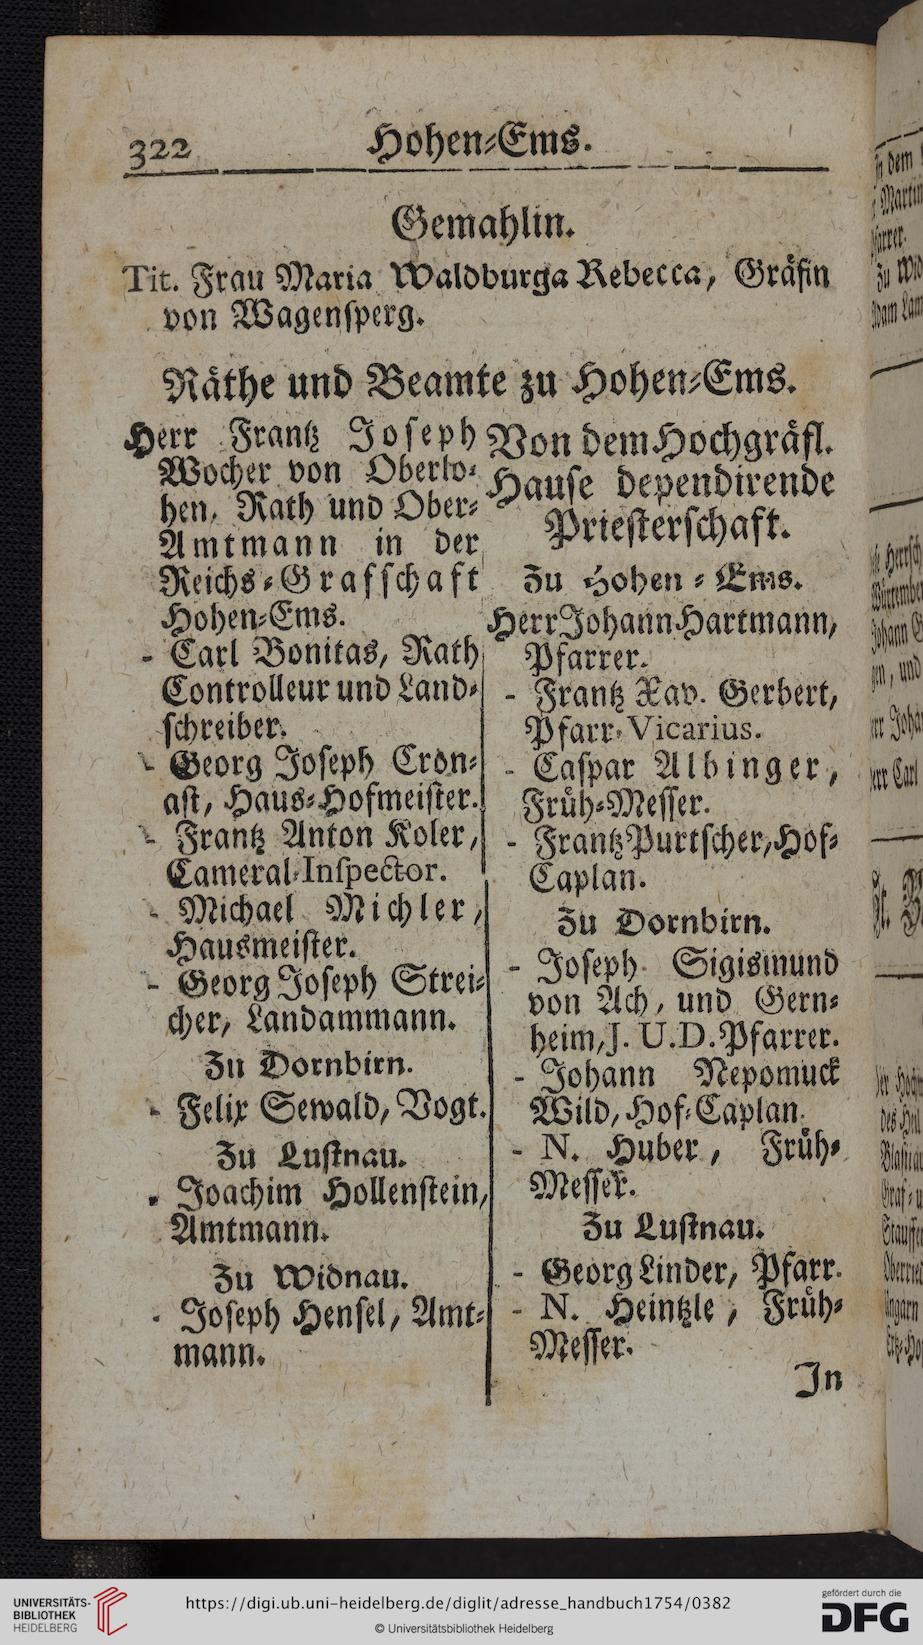 322 Hohen-Ems.
Gemahlin.
Tit. Frau Maria Waldburga Rebecca, Gräfin
von Wagensperg.
Räthe und Beamte zu Hohen-Ems.
Herr Frantz Joseph
Wocher von Oberlo-
hen, Rath und Ober-
Amtmann in der
Reichs-Grafschaft
Hohen-Ems.
- Carl Bonitas, Rath
Controlleur und Land-
schreiber.
- Georg Joseph Cron-
ast, Haus-Hofmeister.
- Frantz Anton Koler,
Cameral-Inspector.
- Michael Michler,
Hausmeister.
- Georg Joseph Strei-
cher, Landammann.
Zu Dornbirn.
- Felix Sewald, Vogt.
Zu Lustnau.
- Joachim Hollenstein,
Amtmann.
Zu Widnau.
- Joseph Hensel, Amt-
mann.
Von dem Hochgräfl.
Hause dependirende
Priesterschaft.
Zu Hohen-Ems.
Herr Johann Hartmann,
Pfarrer.
- Frantz Xav. Gerbert,
Pfarr-Vicarius.
- Caspar Albinger,
Früh-Messer.
- Frantz Purtscher, Hof-
Caplan.
Zu Dornbirn.
- Joseph Sigismund
von Ach, und Gern-
heim, J. U. D. Pfarrer.
- Johann Nepomuck
Wild, Hof-Caplan.
- N. Huber, Früh-
Messer.
Zu Lustnau.
- Georg Linder, Pfarr.
- N. Heintzle, Früh-
Messer.
In
UNIVERSITÄTS-
BIBLIOTHEK
HEIDELBERG
https://digi.ub.uni-heidelberg.de/diglit/adresse_handbuch1754/0382
© Universitätsbibliothek Heidelberg
gefördert durch die
DFG